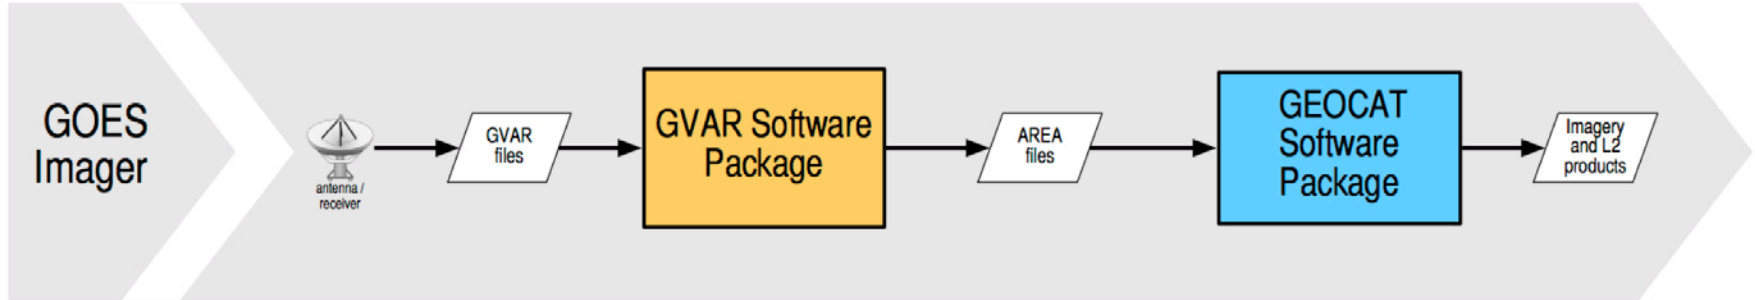 GOES
Imager
antenna /
receiver
GVAR
files
GVAR Software
Package
AREA
files
GEOCAT
Software
Package
Imagery
and L2
products